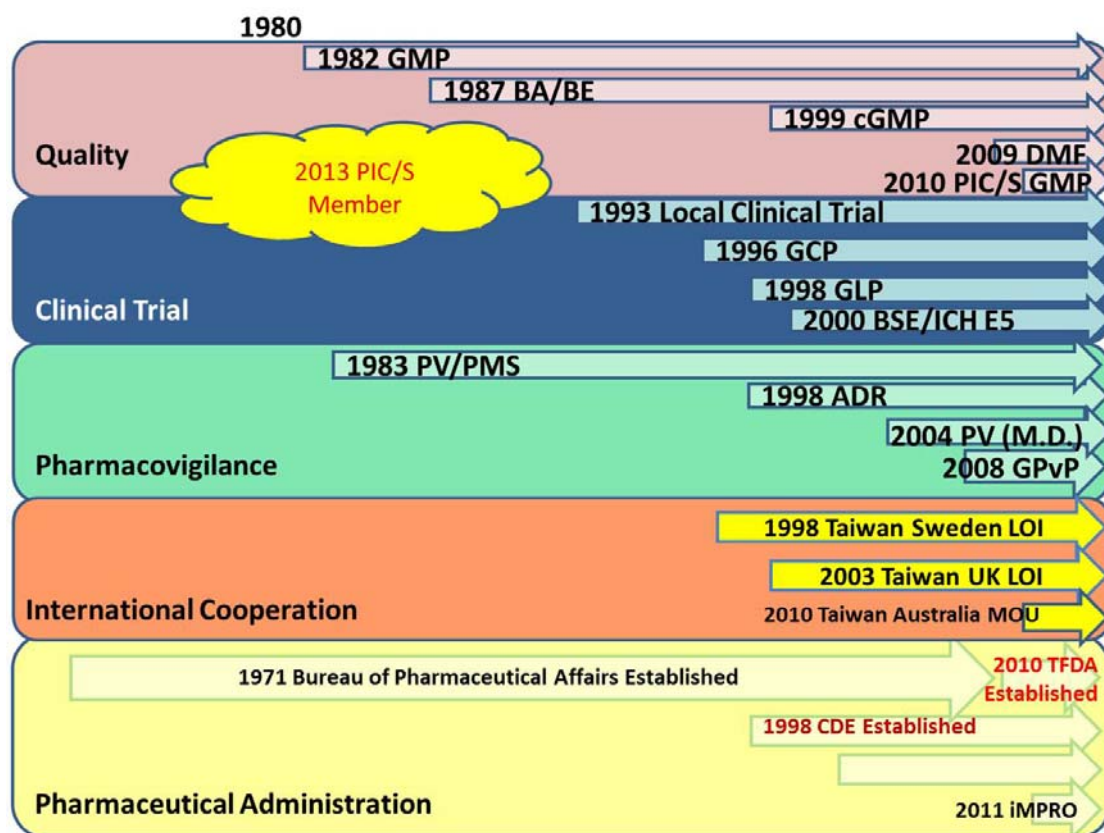 1980
1982 GMP
1987 BA/BE
1999 cGMP
Quality
2009 DMF
2010 PIC/S GMP
2013 PIC/S
Member
1993 Local Clinical Trial
1996 GCP
1998 GLP
Clinical Trial
2000 BSE/ICH E5
1983 PV/PMS
1998 ADR
2004 PV (M.D.)
Pharmacovigilance
2008 GPvP
1998 Taiwan Sweden LOI
2003 Taiwan UK LOI
International Cooperation
2010 Taiwan Australia MOU
1971 Bureau of Pharmaceutical Affairs Established
2010 TFDA
Established
1998 CDE Established
Pharmaceutical Administration
2011 iMPRO